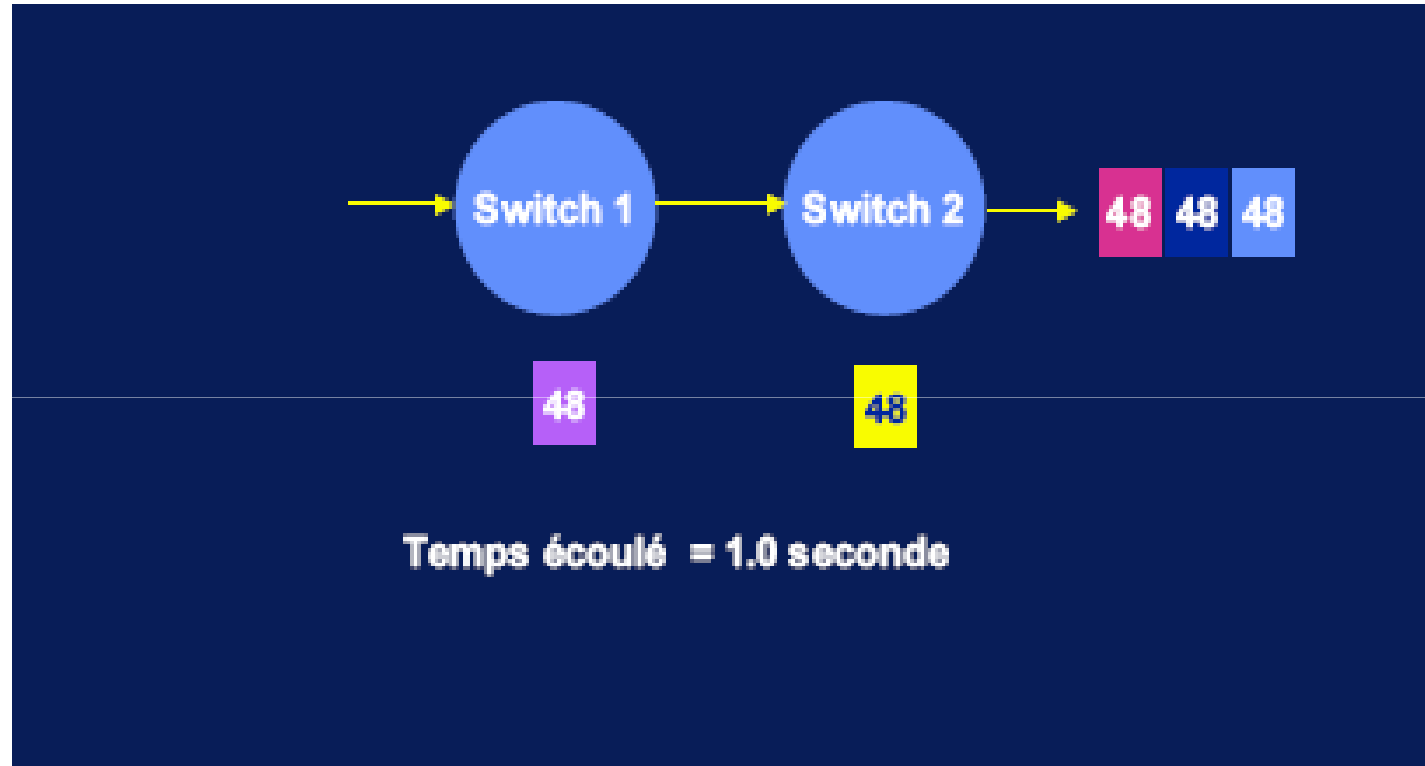 Switch 1
Switch 2
48 48 48
48
48
Temps écoulé = 1.0 seconde